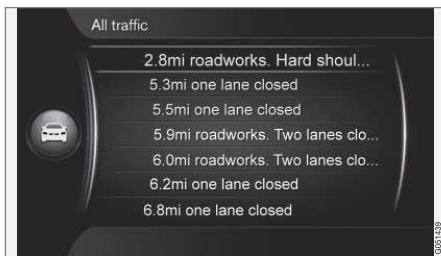 All traffic
2.8mi roadworks. Hard shoul...
5.3mi one lane closed
5.5mi one lane closed
5.9mi roadworks. Two lanes clo...
6.0mi roadworks. Two lanes clo...
6.2mi one lane closed
6.8mi one lane closed
G051439